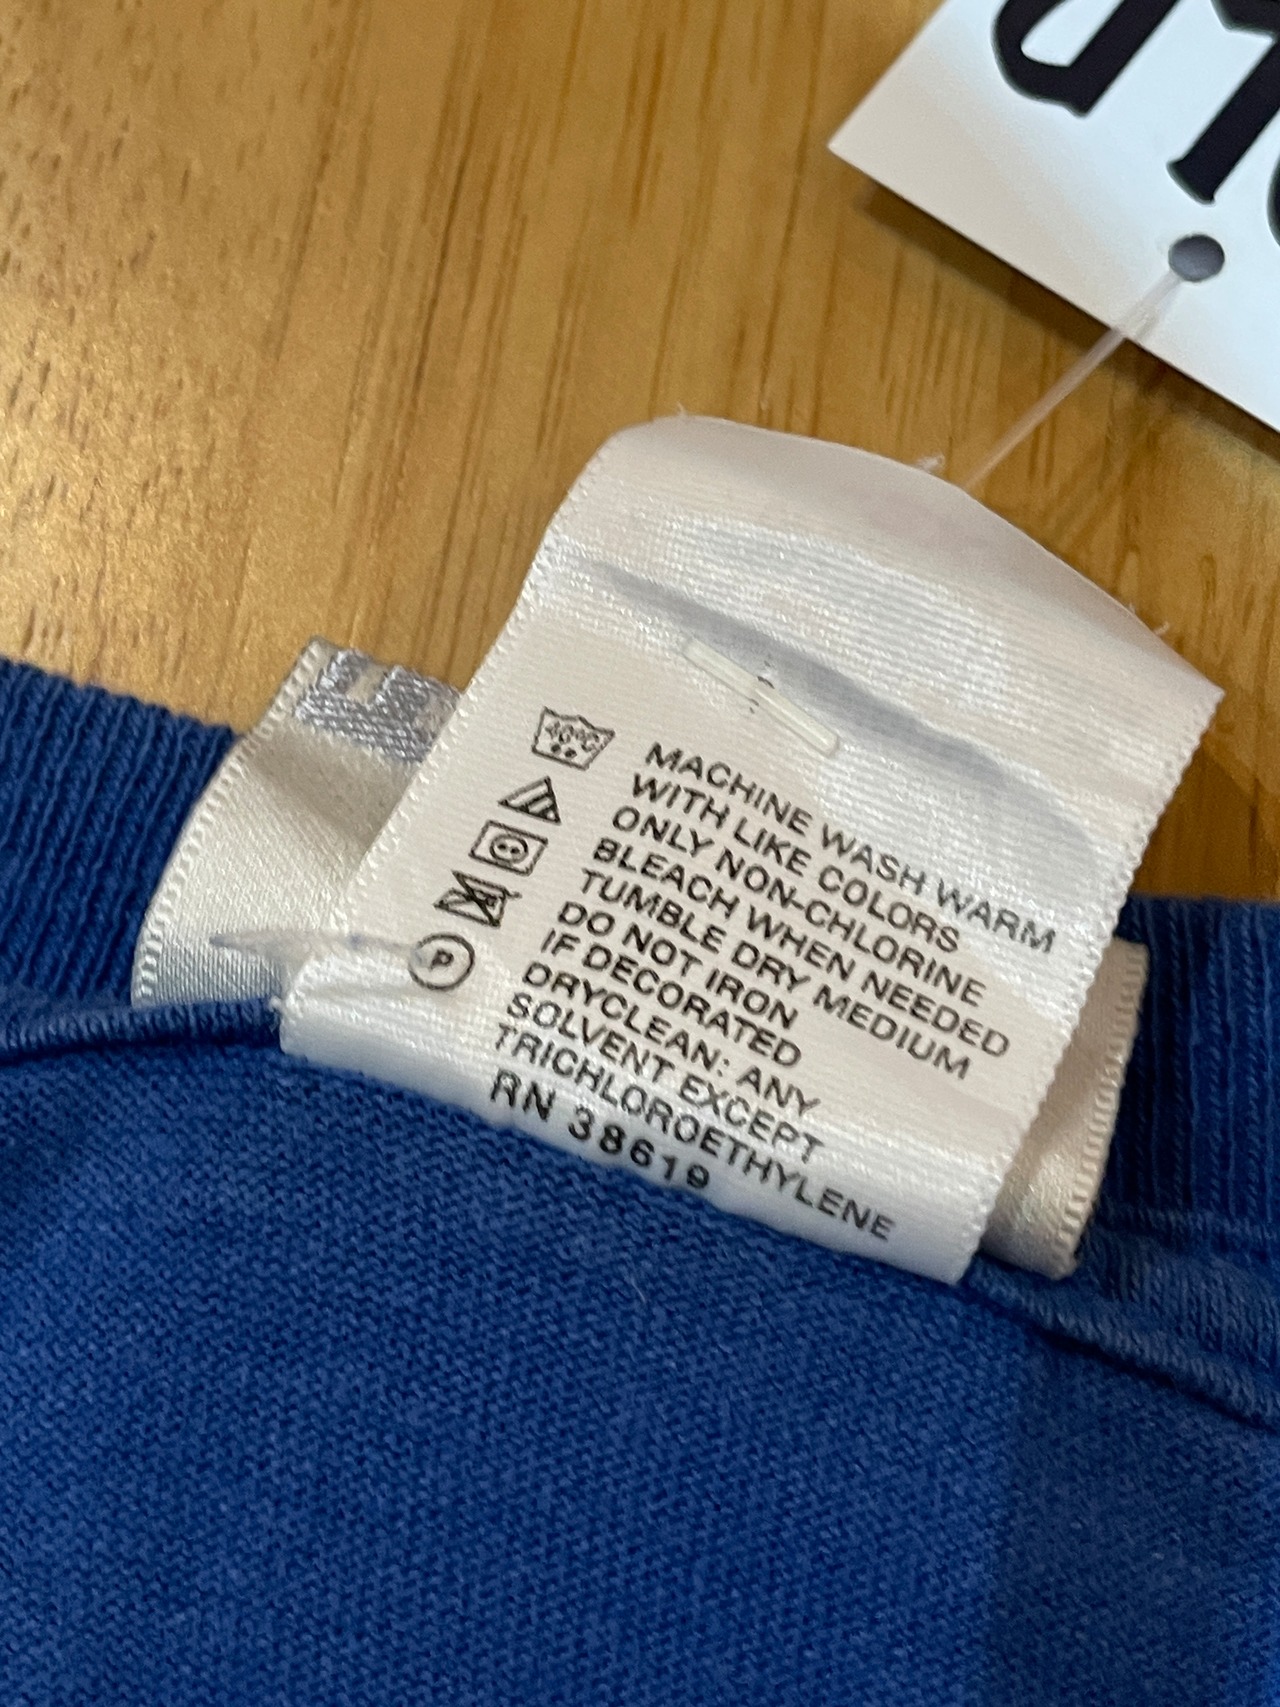 40°C
MACHINE WASH WARM
WITH LIKE COLORS
ONLY NON-CHLORINE
BLEACH WHEN NEEDED
TUMBLE DRY MEDIUM
DO NOT IRON
IF DECORATED
DRYCLEAN: ANY
SOLVENT EXCEPT
TRICHLOROETHYLENE
P
RN 38619